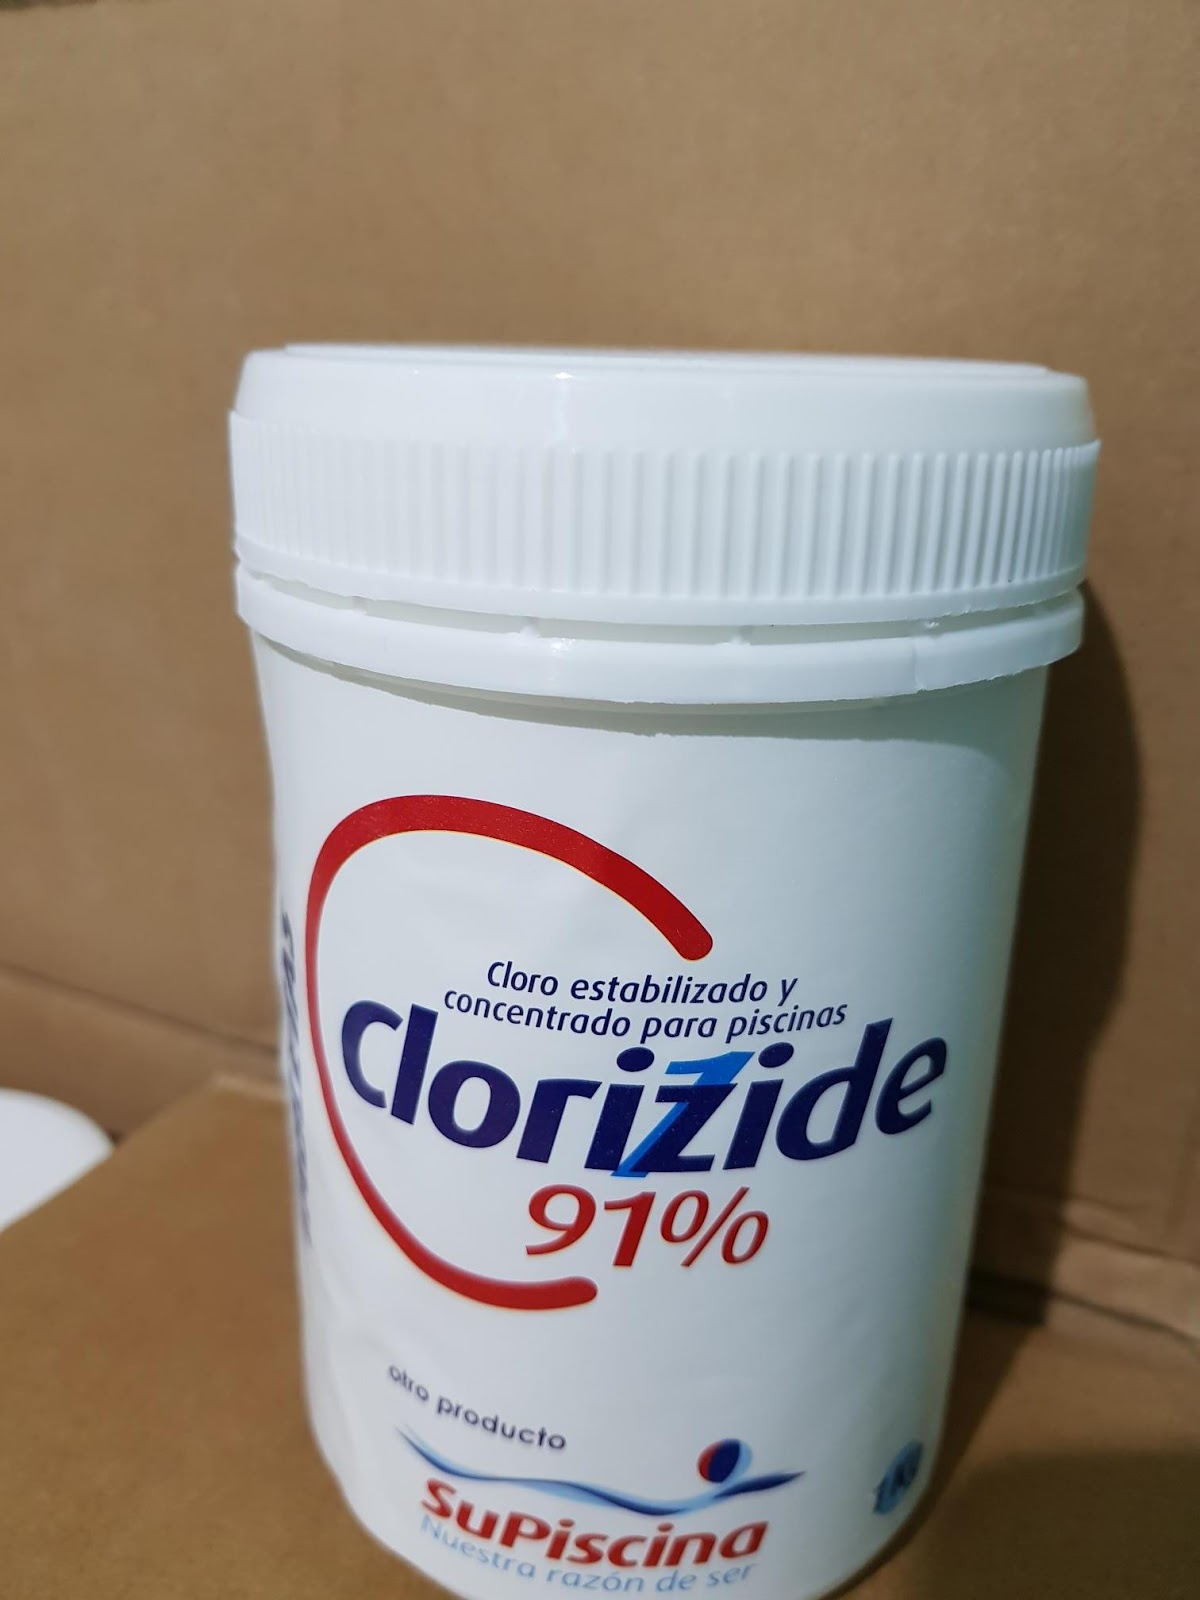 Cloro estabilizado y
concentrado para piscinas
Clorizide
91%
otro producto
SuPiscina
Nuestra razón de ser